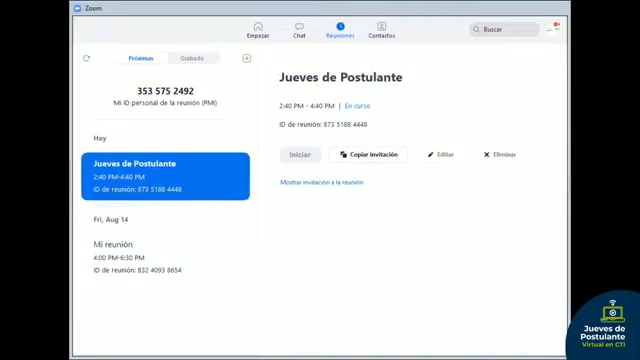 Zoom
Empezar
Chat
Reuniones
Contactos
Buscar
Próximas
Grabado
353 575 2492
Mi ID personal de la reunión (PMI)
Hoy
Jueves de Postulante
2:40 PM-4:40 PM
ID de reunión: 873 5188 4448
Fri, Aug 14
Mi reunión
4:00 PM-6:30 PM
ID de reunión: 832 4093 8654
Jueves de Postulante
2:40 PM - 4:40 PM | En curso
ID de reunión: 873 5188 4448
Iniciar
Copiar invitación
Editar
Eliminar
Mostrar invitación a la reunión
Jueves de
Postulante
Virtual en CTI